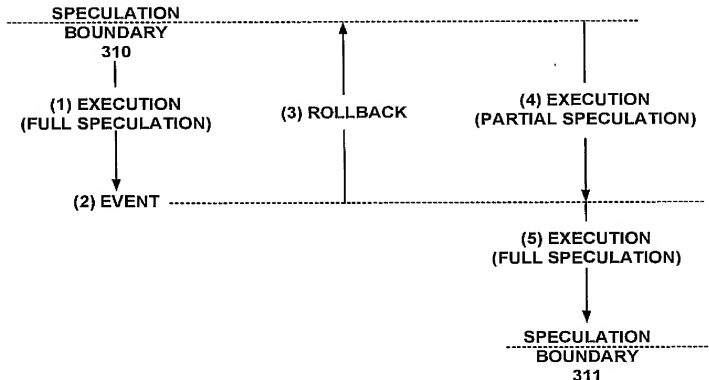 SPECULATION
BOUNDARY
310
(1) EXECUTION
(FULL SPECULATION)
(2) EVENT
(3) ROLLBACK
(4) EXECUTION
(PARTIAL SPECULATION)
(5) EXECUTION
(FULL SPECULATION)
SPECULATION
BOUNDARY
311